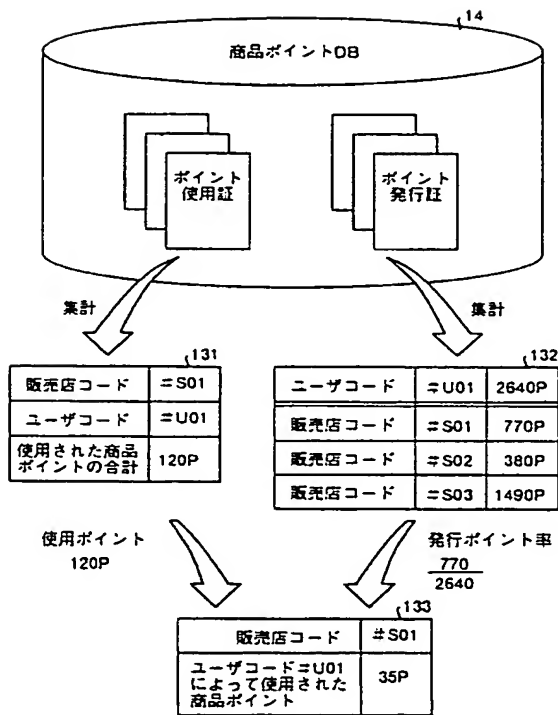 14
商品ポイントDB
ポイント
使用証
ポイント
発行証
集計
集計
131
販売店コード #S01
ユーザコード #U01
使用された商品
ポイントの合計 120P
132
ユーザコード #U01 2640P
販売店コード #S01 770P
販売店コード #S02 380P
販売店コード #S03 1490P
使用ポイント
120P
発行ポイント率
770
2640
133
販売店コード #S01
ユーザコード#U01
によって使用された
商品ポイント 35P